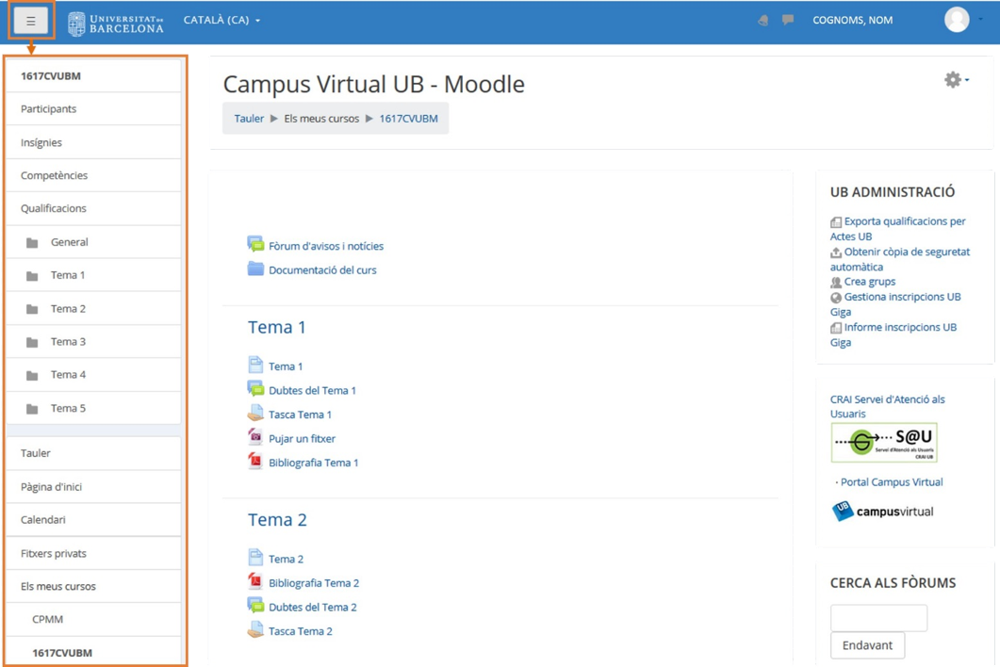 UNIVERSITAT DE
BARCELONA
CATALÀ (CA)
COGNOMS, NOM
1617CVUBM
Participants
Insígnies
Competències
Qualificacions
General
Tema 1
Tema 2
Tema 3
Tema 4
Tema 5
Tauler
Pàgina d'inici
Calendari
Fitxers privats
Els meus cursos
CPMM
1617CVUBM
Campus Virtual UB - Moodle
Tauler ▶ Els meus cursos ▶ 1617CVUBM
Fòrum d'avisos i notícies
Documentació del curs
Tema 1
Tema 1
Dubtes del Tema 1
Tasca Tema 1
Pujar un fitxer
Bibliografia Tema 1
Tema 2
Tema 2
Bibliografia Tema 2
Dubtes del Tema 2
Tasca Tema 2
UB ADMINISTRACIÓ
Exporta qualificacions per
Actes UB
Obtenir còpia de seguretat
automàtica
Crea grups
Gestiona inscripcions UB
Giga
Informe inscripcions UB
Giga
CRAI Servei d'Atenció als
Usuaris
S@U
Servei d'Atenció als Usuaris
CRAI UB
· Portal Campus Virtual
UB campusvirtual
CERCA ALS FÒRUMS
Endavant